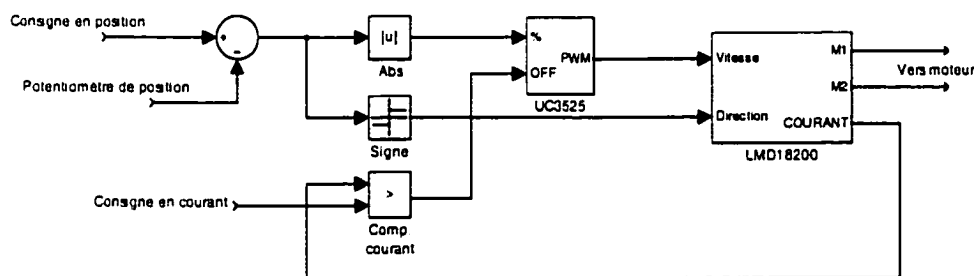 Consigne en position
+
−
|u|
Abs
%
PWM
OFF
UC3525
Vitesse
M1
Vers moteur
M2
Direction
COURANT
LMD18200
Potentiomètre de position
Signe
Consigne en courant
>
Comp.
courant